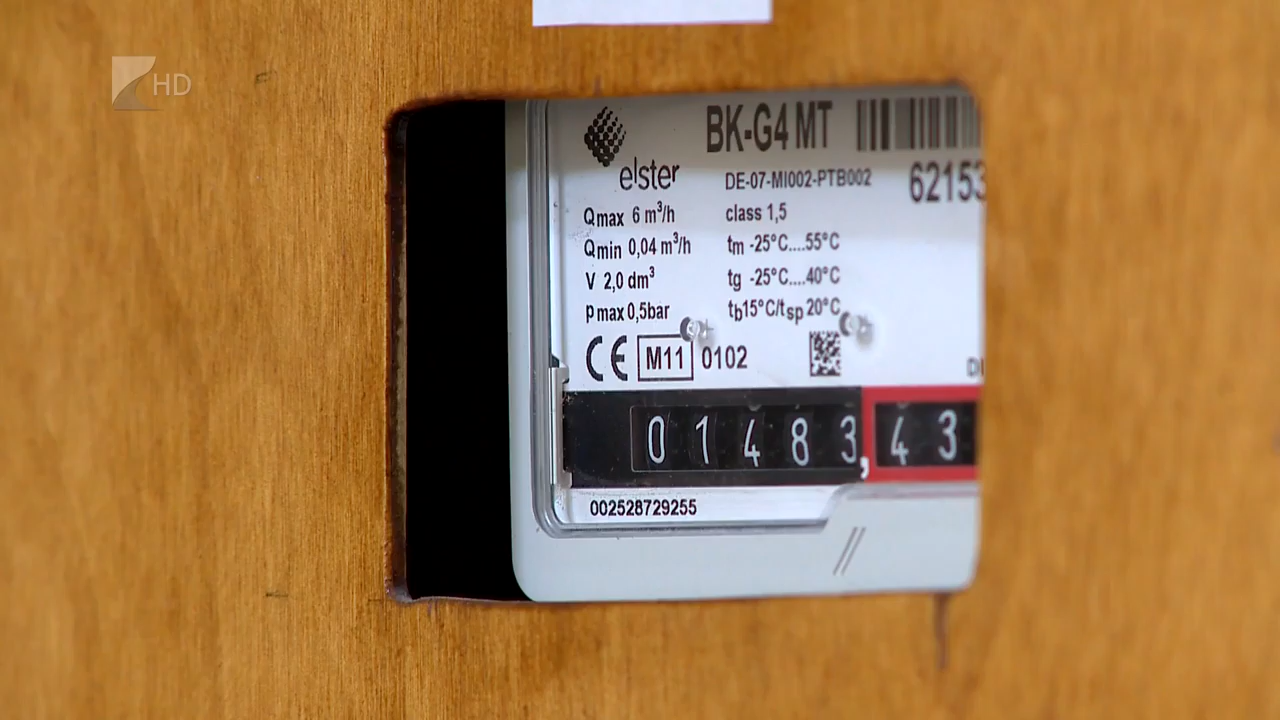 HD
elster
BK-G4 MT
DE-07-MI002-PTB002
62153
Qmax 6 m³/h
class 1,5
Qmin 0,04 m³/h
tm -25°C....55°C
V 2,0 dm³
tg -25°C....40°C
pmax 0,5bar
tb15°C/tsp 20°C
CE M11 0102
01483,43
002528729255